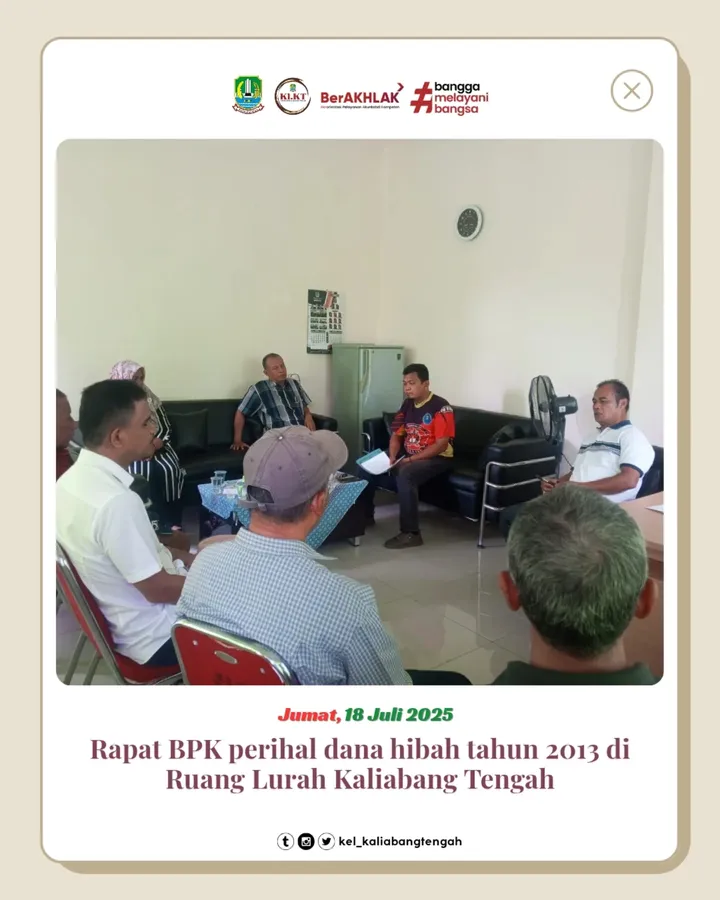 KLKT
BerAKHLAK
#bangga
melayani
bangsa
Jumat, 18 Juli 2025
Rapat BPK perihal dana hibah tahun 2013 di
Ruang Lurah Kaliabang Tengah
kel_kaliabangtengah